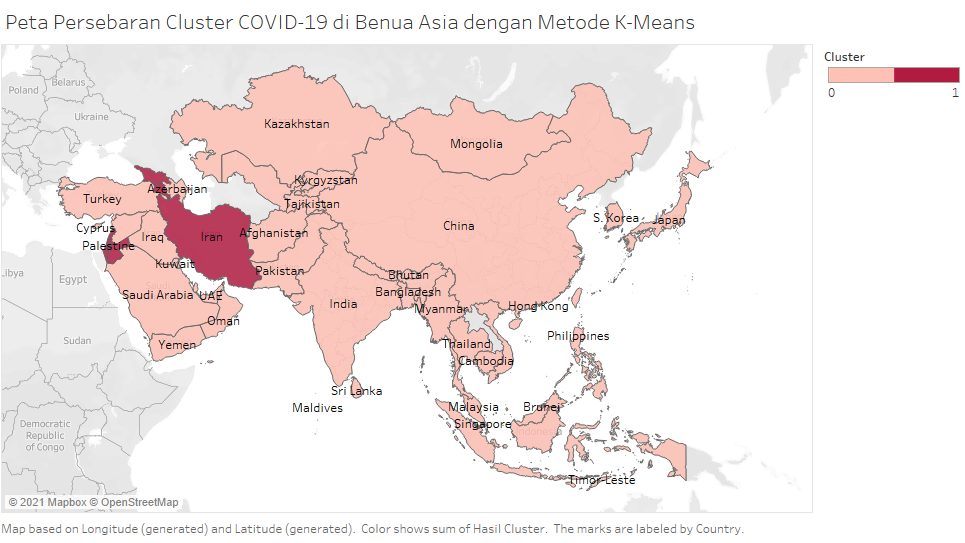 Peta Persebaran Cluster COVID-19 di Benua Asia dengan Metode K-Means
Cluster
0 1
Poland
Belarus
Ukraine
Kazakhstan
Mongolia
Kyrgyzstan
Azerbaijan
Turkey
Tajikistan
S. Korea
Japan
Cyprus
China
Iraq
Iran
Afghanistan
Palestine
Kuwait
Pakistan
Libya
Egypt
Bhutan
Saudi Arabia
UAE
Bangladesh
India
Myanmar
Hong Kong
Oman
Sudan
Yemen
Thailand
Philippines
Cambodia
Sri Lanka
Maldives
Malaysia
Brunei
Democratic
Republic
of Congo
Singapore
Indonesia
Timor-Leste
© 2021 Mapbox © OpenStreetMap
Map based on Longitude (generated) and Latitude (generated). Color shows sum of Hasil Cluster. The marks are labeled by Country.